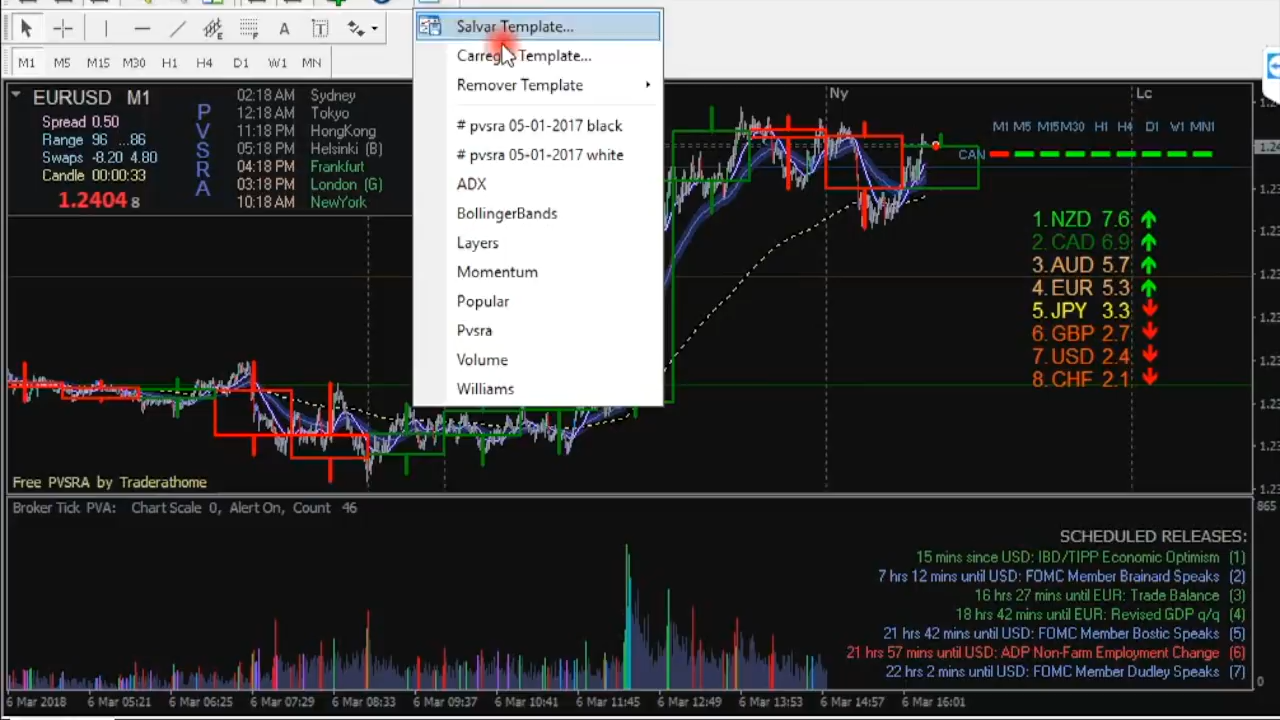 Salvar Template...
A T
M1 M5 M15 M30 H1 H4 D1 W1 MN
Template...
Remover Template
# pvsra 05-01-2017 black
# pvsra 05-01-2017 white
ADX
BollingerBands
Layers
Momentum
Popular
Pvsra
Volume
Williams
EURUSD M1
Spread 0.50
Range 96 ...86
Swaps -8.20 4.80
Candle 00:00:33
1.2404 8
PVSRA
02:18 AM Sydney
12:18 AM Tokyo
11:18 PM HongKong
05:18 PM Helsinki (B)
04:18 PM Frankfurt
03:18 PM London (G)
10:18 AM NewYork
Ny
Lc
M1 M5 M15M30 H1 H4 D1 W1 MN1
CAN
1.NZD 7.6
2.CAD 6.9
3.AUD 5.7
4.EUR 5.3
5.JPY 3.3
6.GBP 2.7
7.USD 2.4
8.CHF 2.1
Free PVSRA by Traderathome
Broker Tick PVA: Chart Scale 0, Alert On, Count 46
865
SCHEDULED RELEASES:
15 mins since USD: IBD/TIPP Economic Optimism (1)
7 hrs 12 mins until USD: FOMC Member Brainard Speaks (2)
16 hrs 27 mins until EUR: Trade Balance (3)
18 hrs 42 mins until EUR: Revised GDP q/q (4)
21 hrs 42 mins until USD: FOMC Member Bostic Speaks (5)
21 hrs 57 mins until USD: ADP Non-Farm Employment Change (6)
22 hrs 2 mins until USD: FOMC Member Dudley Speaks (7)
0
6 Mar 2018 6 Mar 05:21 6 Mar 06:25 6 Mar 07:29 6 Mar 08:33 6 Mar 09:37 6 Mar 10:41 6 Mar 11:45 6 Mar 12:49 6 Mar 13:53 6 Mar 14:57 6 Mar 16:01